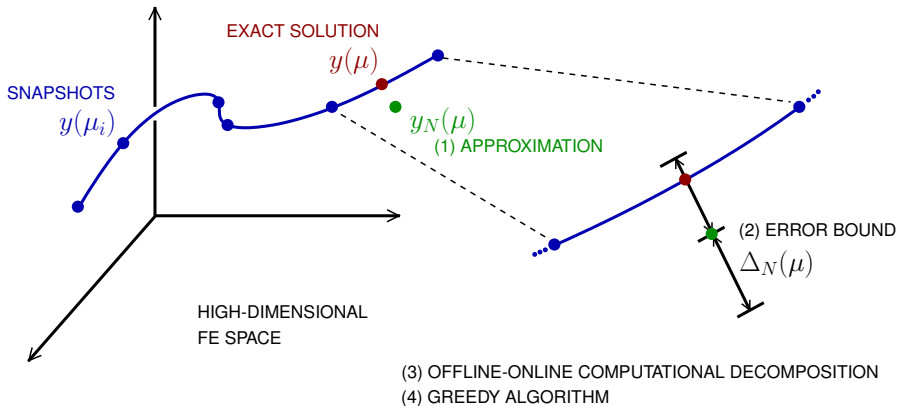 EXACT SOLUTION
y(μ)
SNAPSHOTS
y(μ_i)
y_N(μ)
(1) APPROXIMATION
(2) ERROR BOUND
Δ_N(μ)
HIGH-DIMENSIONAL
FE SPACE
(3) OFFLINE-ONLINE COMPUTATIONAL DECOMPOSITION
(4) GREEDY ALGORITHM